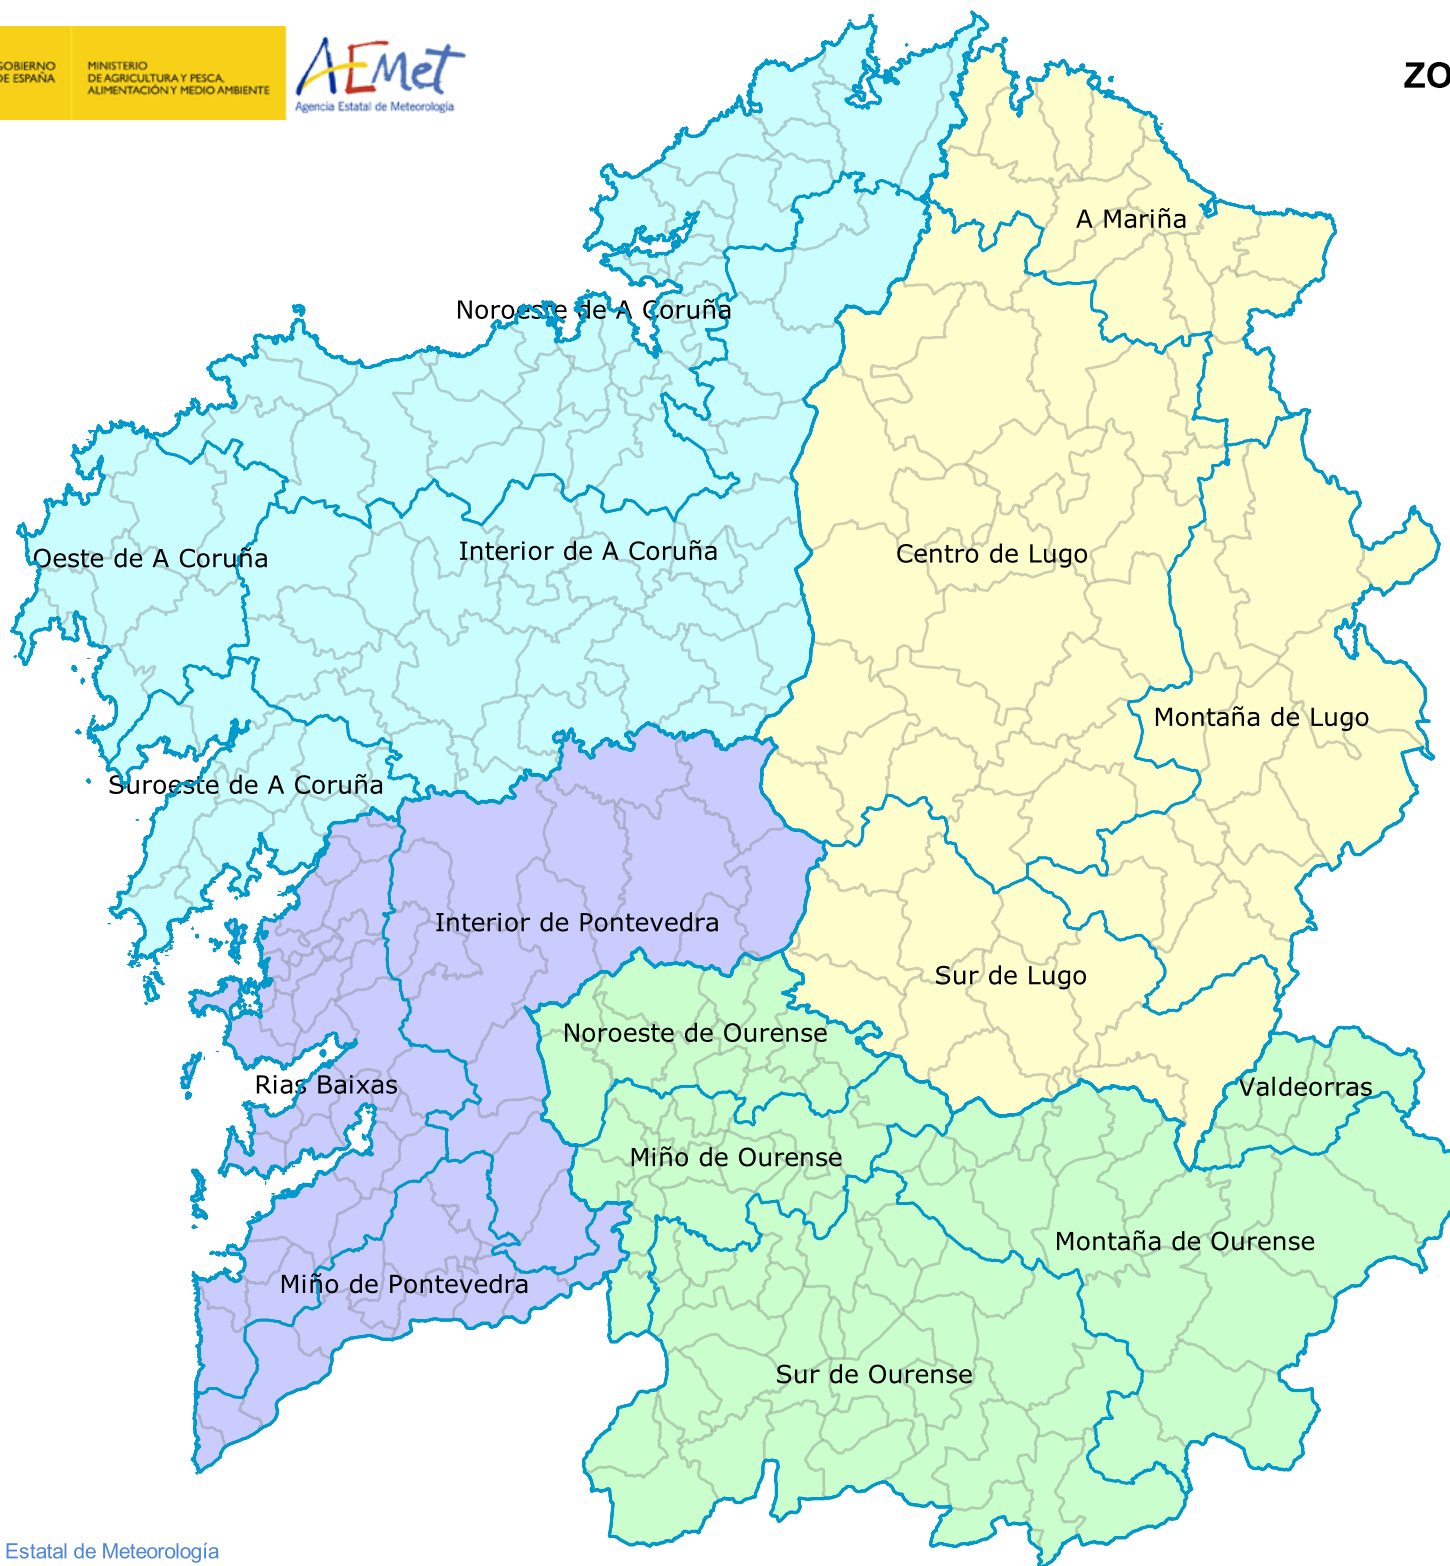 GOBIERNO
DE ESPAÑA
MINISTERIO
DE AGRICULTURA Y PESCA,
ALIMENTACIÓN Y MEDIO AMBIENTE
AEMet
Agencia Estatal de Meteorología
ZO
A Mariña
Noroeste de A Coruña
Oeste de A Coruña
Interior de A Coruña
Centro de Lugo
Montaña de Lugo
Suroeste de A Coruña
Interior de Pontevedra
Sur de Lugo
Noroeste de Ourense
Rias Baixas
Valdeorras
Miño de Ourense
Montaña de Ourense
Miño de Pontevedra
Sur de Ourense
Estatal de Meteorología